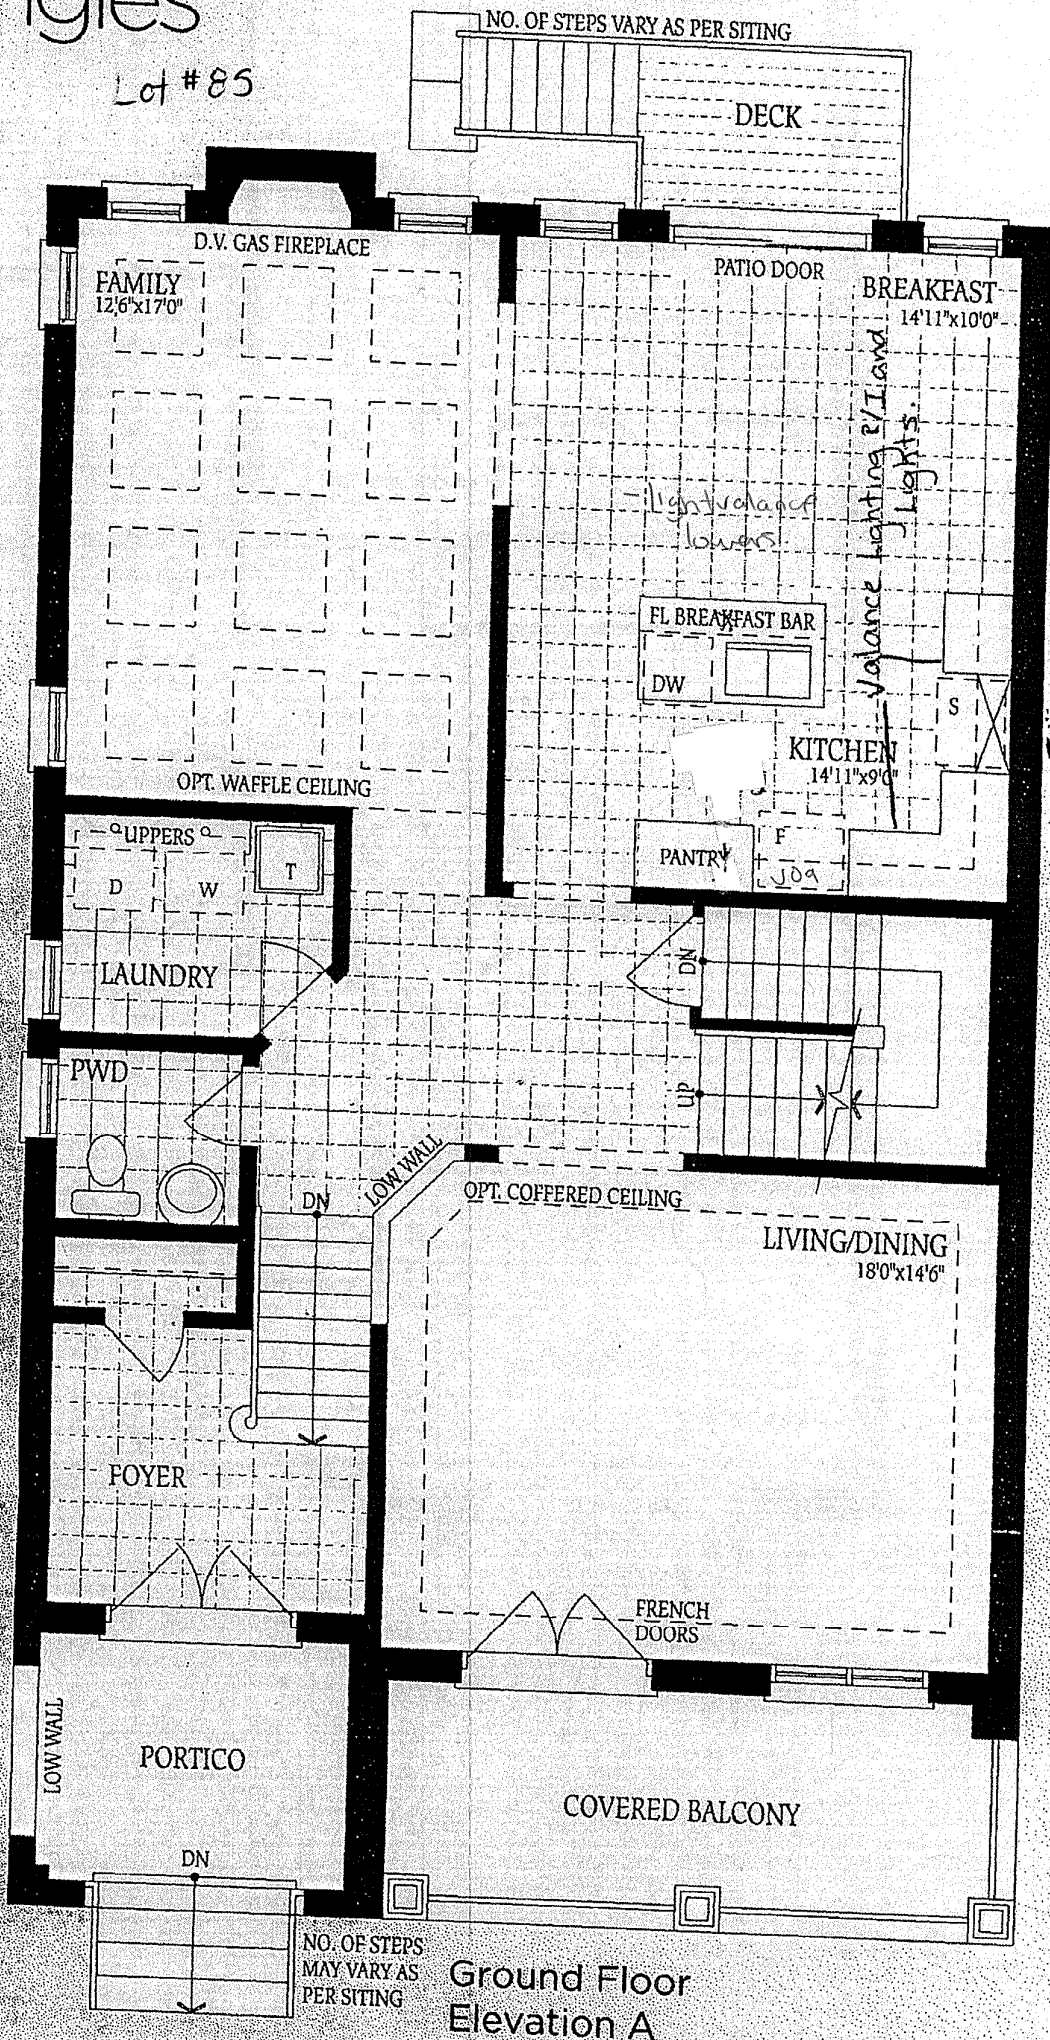 igles
Lot # 85
NO. OF STEPS VARY AS PER SITING
DECK
D.V. GAS FIREPLACE
FAMILY
12'6"x17'0"
PATIO DOOR
BREAKFAST
14'11"x10'0"
Valance Lighting
Lights.
- lightvalance
lowers
FL BREAKFAST BAR
DW
S
KITCHEN
14'11"x9'0"
OPT. WAFFLE CEILING
PANTRY
F
UPPERS
D
W
T
LAUNDRY
DN
PWD
UP
LOW WALL
DN
OPT. COFFERED CEILING
LIVING/DINING
18'0"x14'6"
FOYER
FRENCH
DOORS
LOW WALL
PORTICO
COVERED BALCONY
DN
NO. OF STEPS
MAY VARY AS
PER SITING
Ground Floor
Elevation A